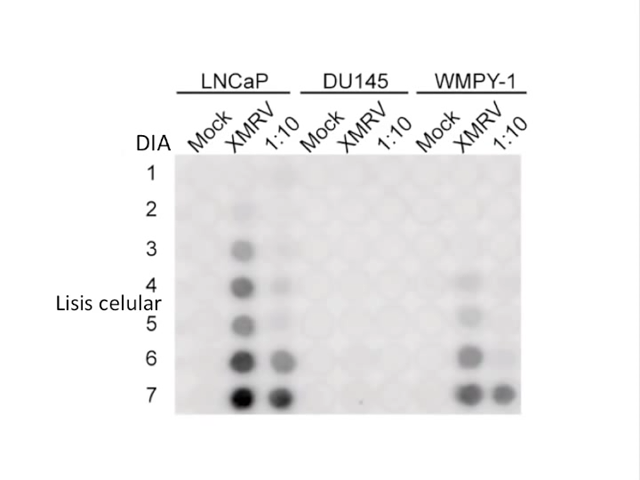 LNCaP DU145 WMPY-1
Mock XMRV 1:10 Mock XMRV 1:10 Mock XMRV 1:10
DIA
1
2
3
4
Lisis celular
5
6
7